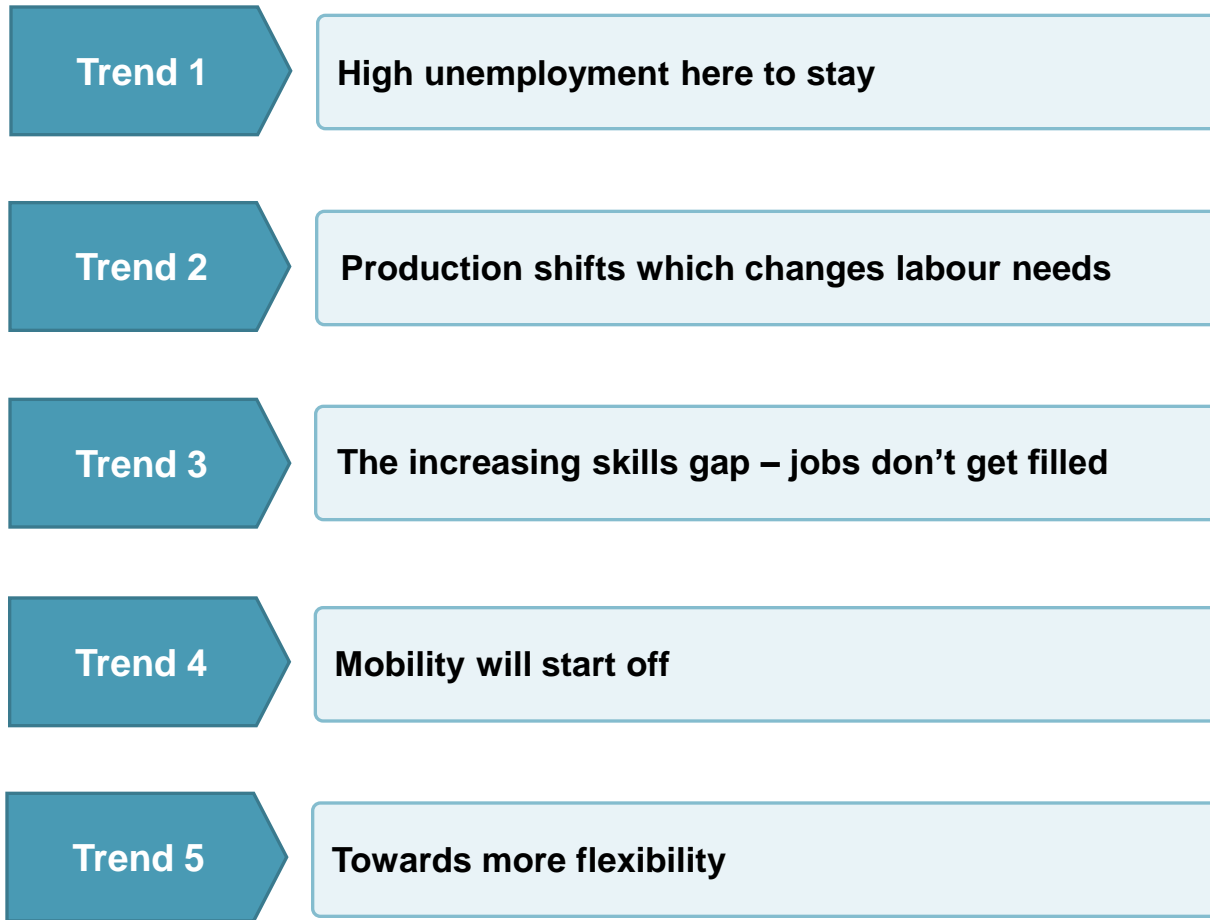 Trend 1
High unemployment here to stay
Trend 2
Production shifts which changes labour needs
Trend 3
The increasing skills gap – jobs don’t get filled
Trend 4
Mobility will start off
Trend 5
Towards more flexibility